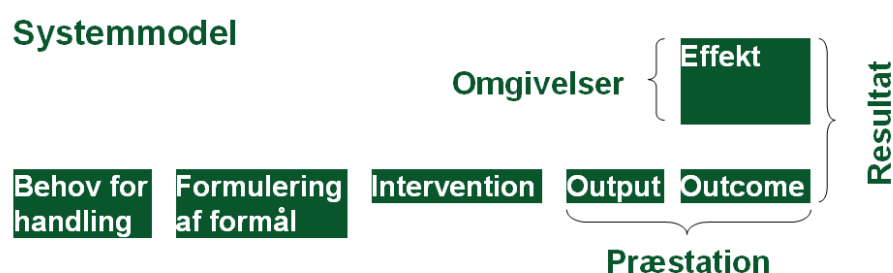 Systemmodel
Effekt
Omgivelser
Resultat
Behov for
handling
Formulering
af formål
Intervention
Output
Outcome
Præstation